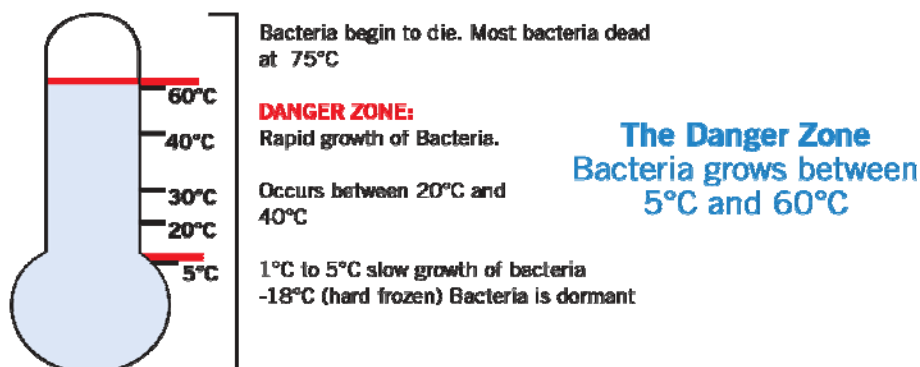 60°C
40°C
30°C
20°C
5°C
Bacteria begin to die. Most bacteria dead
at 75°C
DANGER ZONE:
Rapid growth of Bacteria.
Occurs between 20°C and
40°C
1°C to 5°C slow growth of bacteria
-18°C (hard frozen) Bacteria is dormant
The Danger Zone
Bacteria grows between
5°C and 60°C